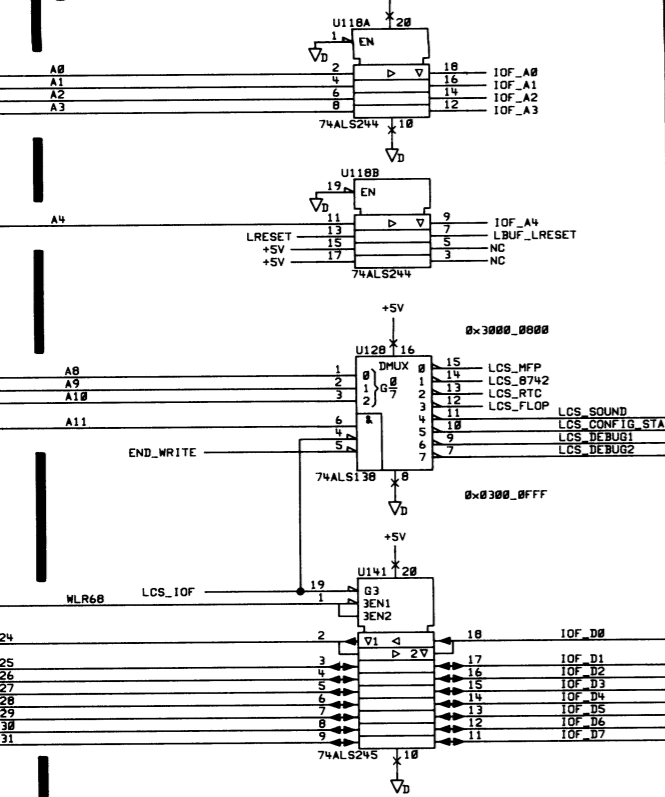 20
U118A
1 EN
D
A0 2 18 IOF_A0
A1 4 16 IOF_A1
A2 6 14 IOF_A2
A3 8 12 IOF_A3
74ALS244 10
D
U118B
19 EN
D
A4 11 9 IOF_A4
LRESET 13 7 LBUF_LRESET
+5V 15 5 NC
+5V 17 3 NC
74ALS244
+5V
0x3000_0800
U128 16
DMUX
A8 1 0 0 15 LCS_MFP
A9 2 1 G 0/7 1 14 LCS_8742
A10 3 2 2 13 LCS_RTC
3 12 LCS_FLOP
A11 6 & 4 11 LCS_SOUND
4 5 10 LCS_CONFIG_STA
END_WRITE 5 6 9 LCS_DEBUG1
7 7 LCS_DEBUG2
74ALS138 8
0x0300_0FFF
D
+5V
U141 20
LCS_IOF 19 G3
WLR68 1 3EN1
3EN2
24 2 1 18 IOF_D0
2
25 3 17 IOF_D1
26 4 16 IOF_D2
27 5 15 IOF_D3
28 6 14 IOF_D4
29 7 13 IOF_D5
30 8 12 IOF_D6
31 9 11 IOF_D7
74ALS245 10
D